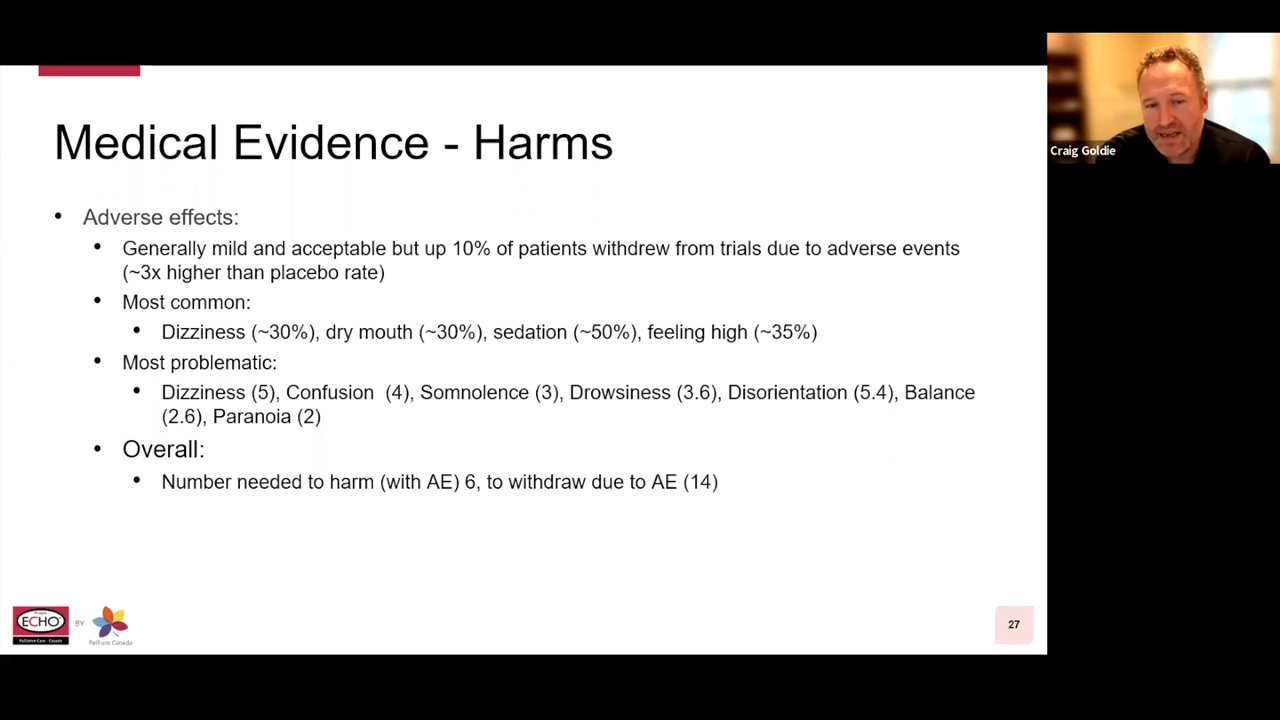 Medical Evidence - Harms
• Adverse effects:
• Generally mild and acceptable but up 10% of patients withdrew from trials due to adverse events
(~3x higher than placebo rate)
• Most common:
• Dizziness (~30%), dry mouth (~30%), sedation (~50%), feeling high (~35%)
• Most problematic:
• Dizziness (5), Confusion (4), Somnolence (3), Drowsiness (3.6), Disorientation (5.4), Balance
(2.6), Paranoia (2)
• Overall:
• Number needed to harm (with AE) 6, to withdraw due to AE (14)
Craig Goldie
ECHO
Palliative Care - Canada
BY
Pallium Canada
27